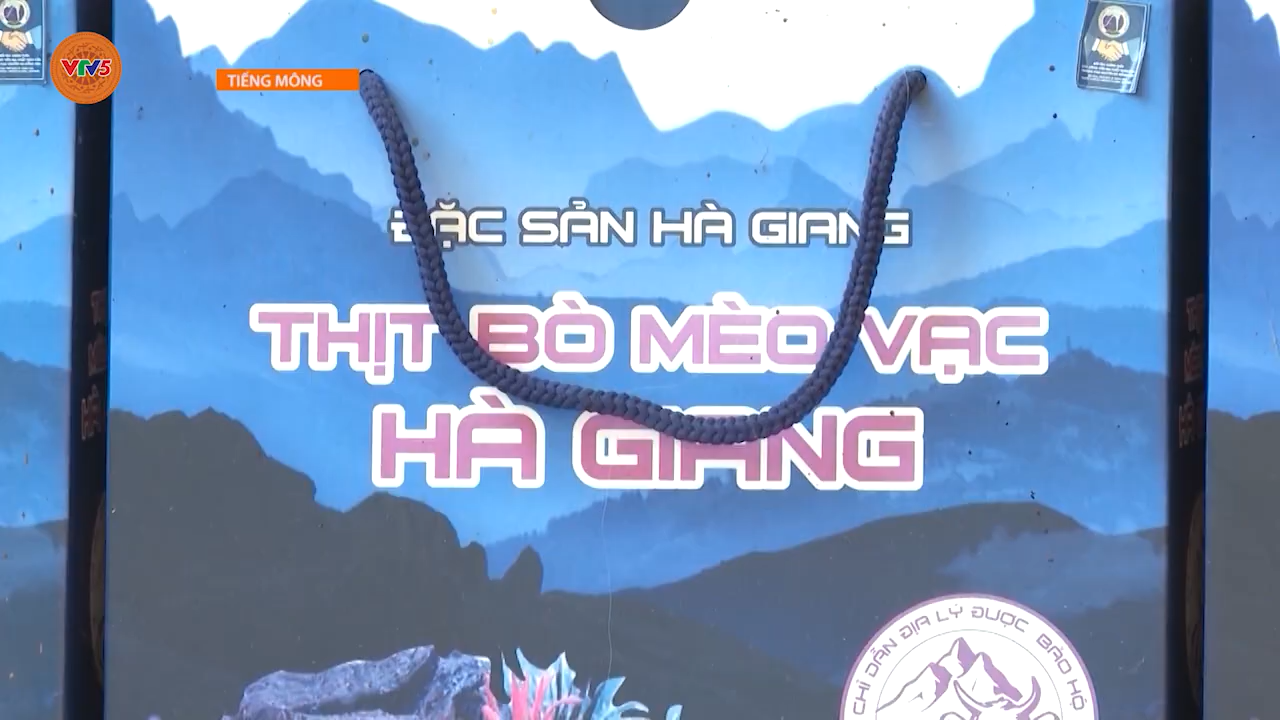 VTV5
TIẾNG MÔNG
ĐẶC SẢN HÀ GIANG
THỊT BÒ MÈO VẠC
HÀ GIANG
CHỈ DẪN ĐỊA LÝ ĐƯỢC BẢO HỘ